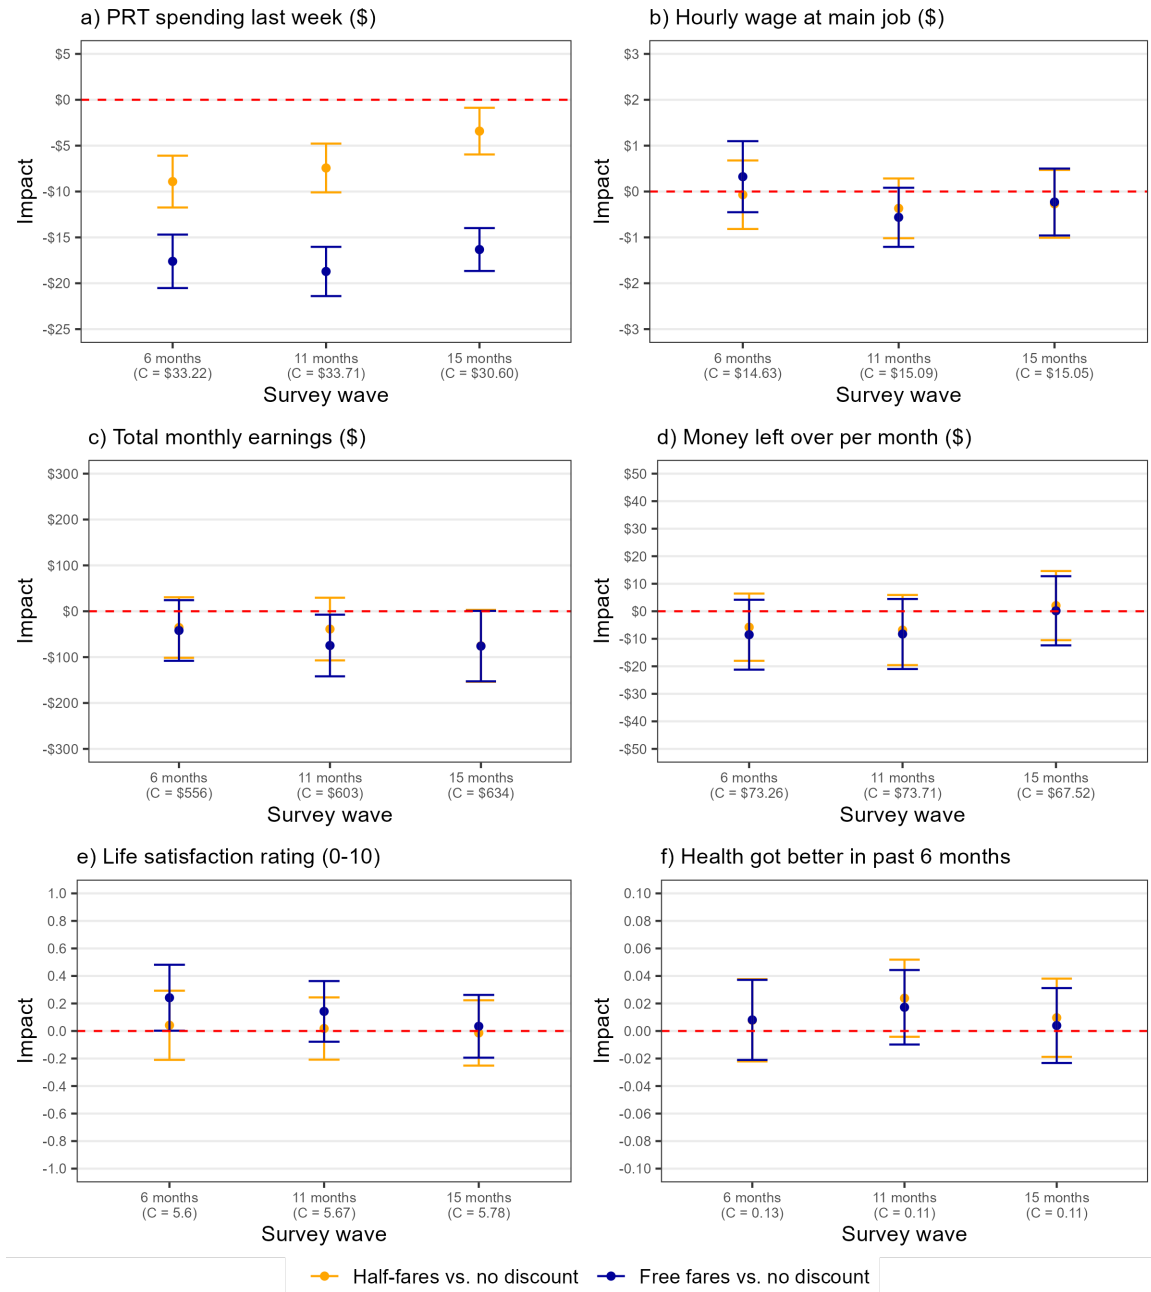 a) PRT spending last week ($)
$5
$0
-$5
-$10
-$15
-$20
-$25
Impact
6 months
(C = $33.22)
11 months
(C = $33.71)
15 months
(C = $30.60)
Survey wave
b) Hourly wage at main job ($)
$3
$2
$1
$0
-$1
-$2
-$3
Impact
6 months
(C = $14.63)
11 months
(C = $15.09)
15 months
(C = $15.05)
Survey wave
c) Total monthly earnings ($)
$300
$200
$100
$0
-$100
-$200
-$300
Impact
6 months
(C = $556)
11 months
(C = $603)
15 months
(C = $634)
Survey wave
d) Money left over per month ($)
$50
$40
$30
$20
$10
$0
-$10
-$20
-$30
-$40
-$50
Impact
6 months
(C = $73.26)
11 months
(C = $73.71)
15 months
(C = $67.52)
Survey wave
e) Life satisfaction rating (0-10)
1.0
0.8
0.6
0.4
0.2
0.0
-0.2
-0.4
-0.6
-0.8
-1.0
Impact
6 months
(C = 5.6)
11 months
(C = 5.67)
15 months
(C = 5.78)
Survey wave
f) Health got better in past 6 months
0.10
0.08
0.06
0.04
0.02
0.00
-0.02
-0.04
-0.06
-0.08
-0.10
Impact
6 months
(C = 0.13)
11 months
(C = 0.11)
15 months
(C = 0.11)
Survey wave
Half-fares vs. no discount
Free fares vs. no discount